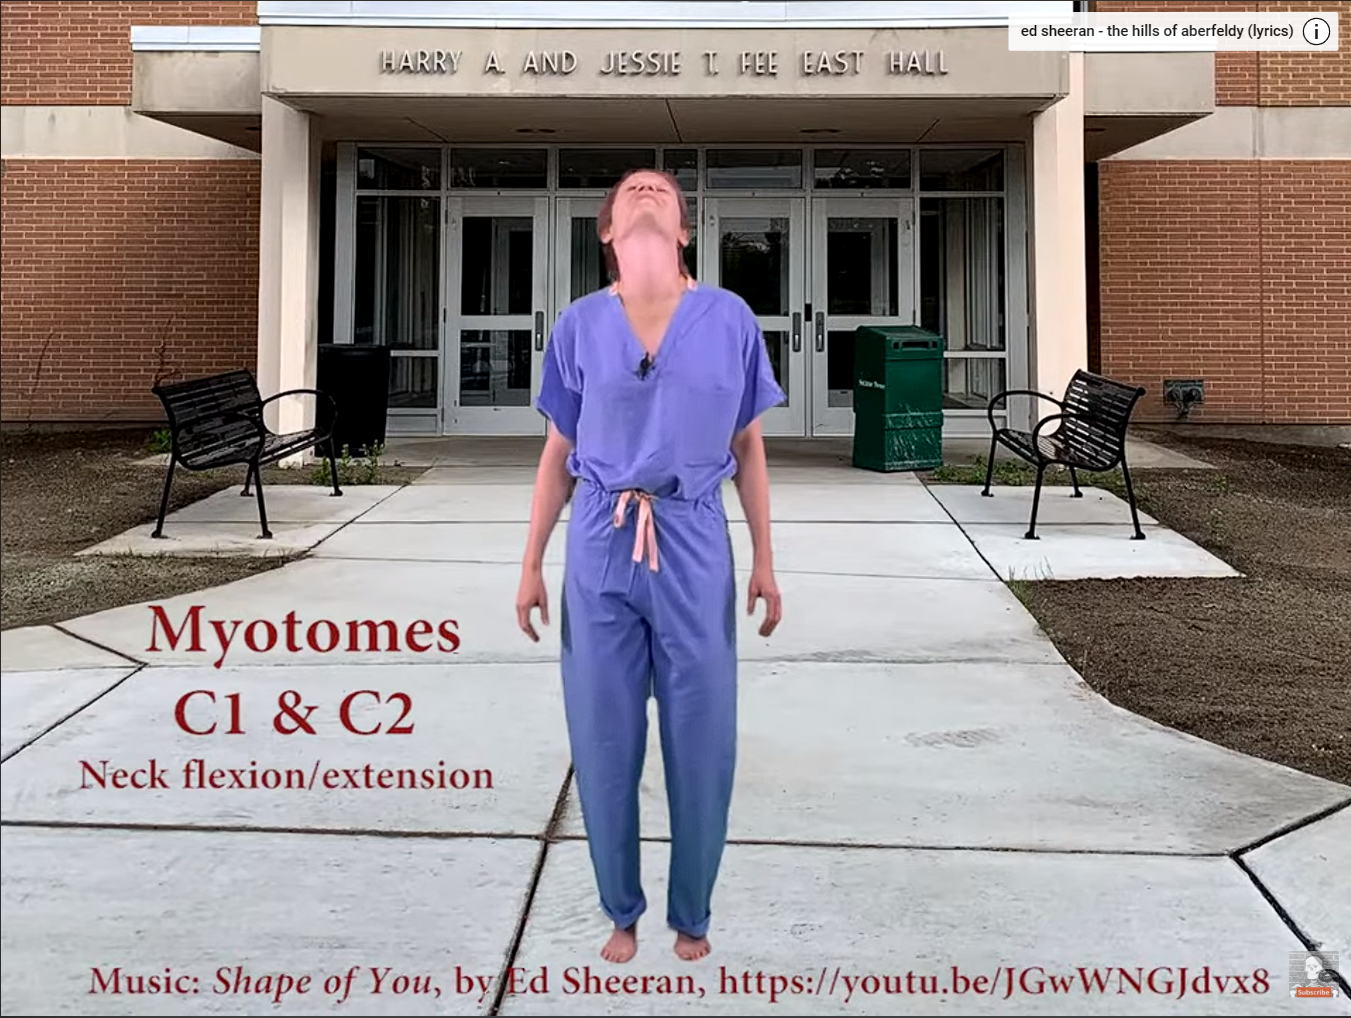 ed sheeran - the hills of aberfeldy (lyrics)
HARRY A. AND JESSIE T. FEE EAST HALL
Myotomes
C1 & C2
Neck flexion/extension
Music: Shape of You, by Ed Sheeran, https://youtu.be/JGwWNGJdvx8
Subscribe